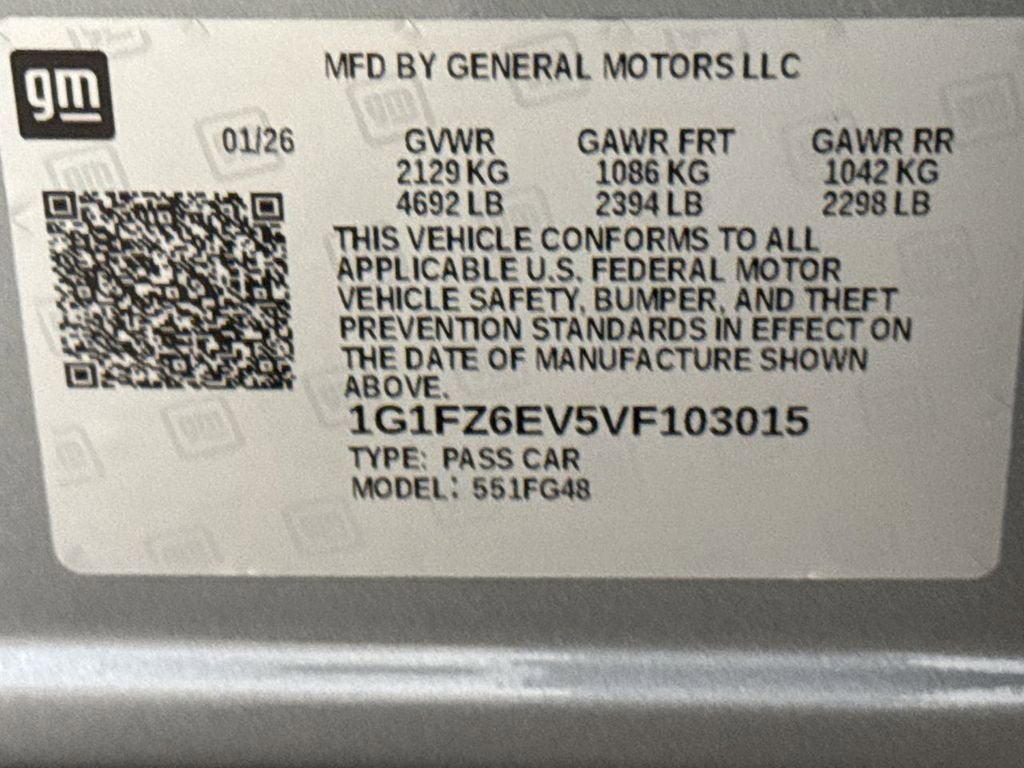 gm
MFD BY GENERAL MOTORS LLC
01/26 GVWR GAWR FRT GAWR RR
2129 KG 1086 KG 1042 KG
4692 LB 2394 LB 2298 LB
THIS VEHICLE CONFORMS TO ALL
APPLICABLE U.S. FEDERAL MOTOR
VEHICLE SAFETY, BUMPER, AND THEFT
PREVENTION STANDARDS IN EFFECT ON
THE DATE OF MANUFACTURE SHOWN
ABOVE.
1G1FZ6EV5VF103015
TYPE: PASS CAR
MODEL: 551FG48